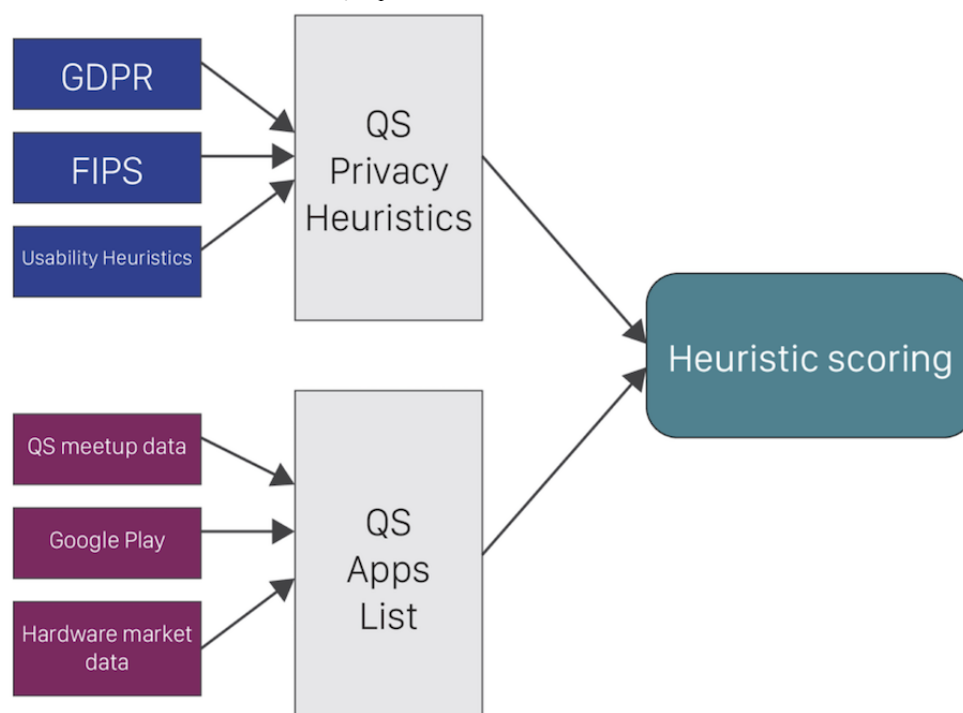 GDPR
FIPS
Usability Heuristics
QS
Privacy
Heuristics
QS meetup data
Google Play
Hardware market
data
QS
Apps
List
Heuristic scoring